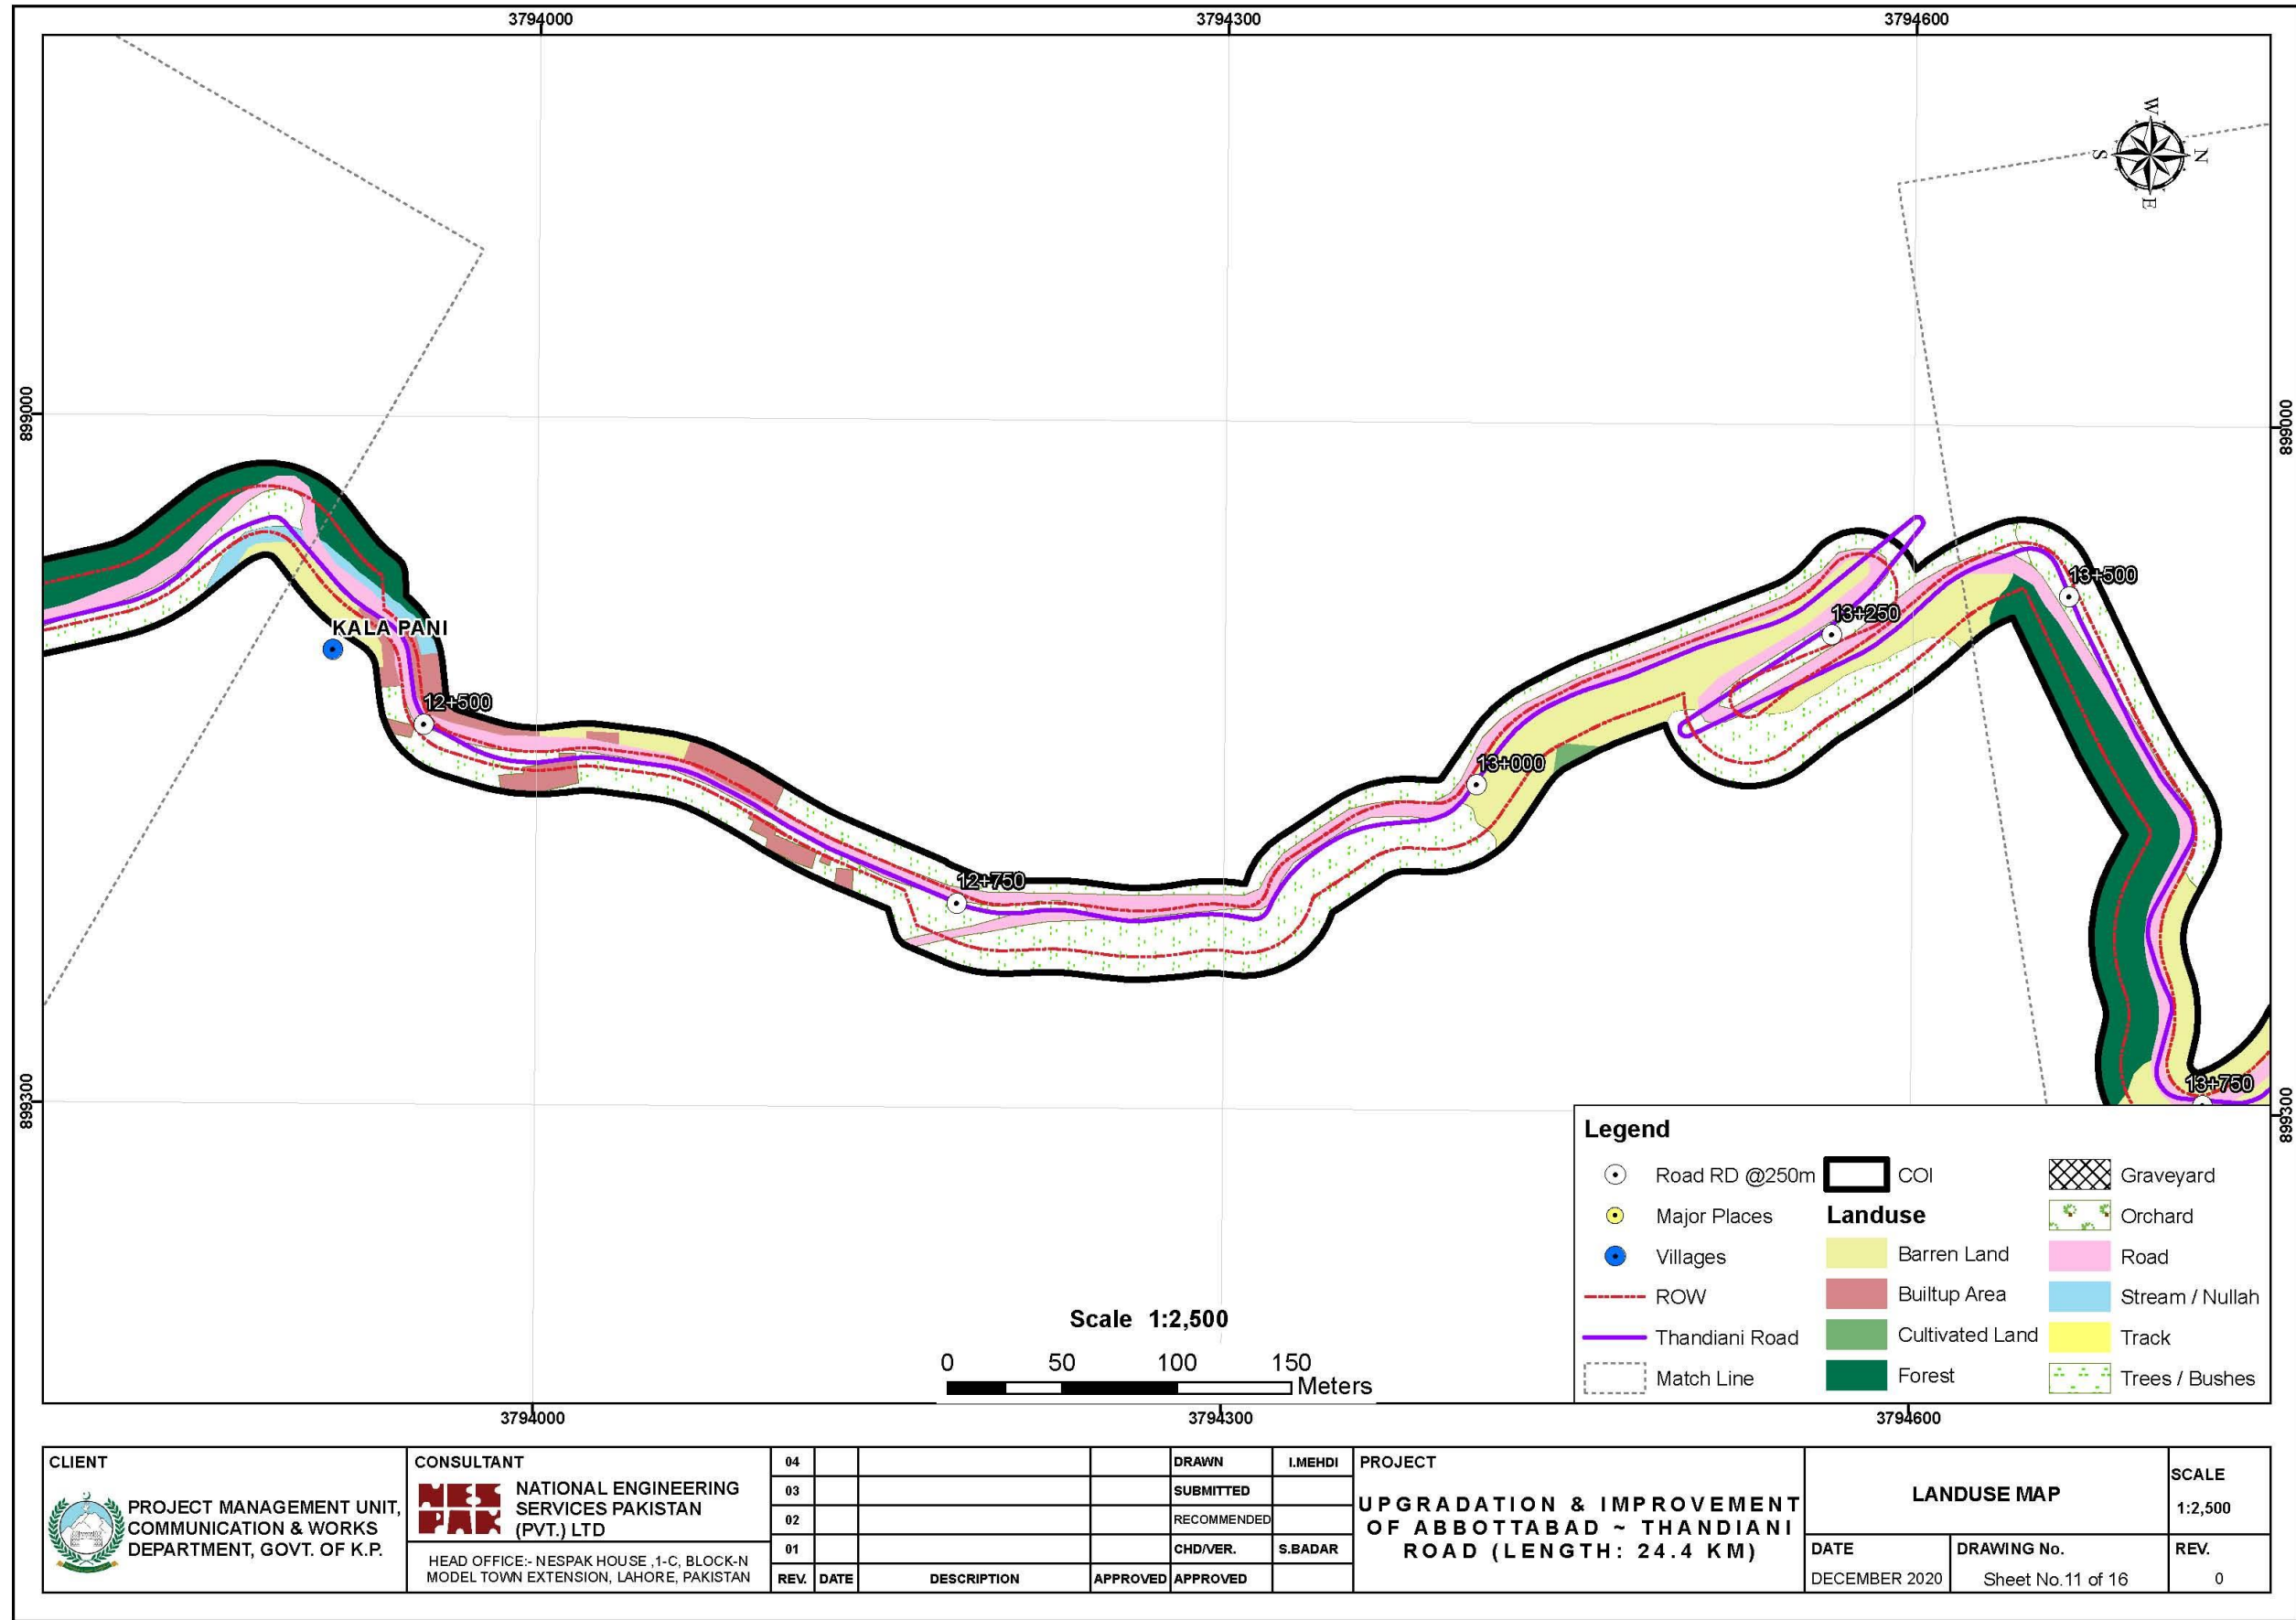 3794000
3794300
3794600
W
S
N
E
899000
899000
KALA PANI
12+500
12+750
13+000
13+250
13+500
13+750
899300
899300
Legend
Road RD @250m
Major Places
Villages
ROW
Thandiani Road
Match Line
COI
Landuse
Barren Land
Builtup Area
Cultivated Land
Forest
Graveyard
Orchard
Road
Stream / Nullah
Track
Trees / Bushes
Scale 1:2,500
0 50 100 150
Meters
3794000
3794300
3794600
CLIENT
PROJECT MANAGEMENT UNIT,
COMMUNICATION & WORKS
DEPARTMENT, GOVT. OF K.P.
CONSULTANT
NESPAK
NATIONAL ENGINEERING
SERVICES PAKISTAN
(PVT.) LTD
HEAD OFFICE:- NESPAK HOUSE ,1-C, BLOCK-N
MODEL TOWN EXTENSION, LAHORE, PAKISTAN
04
03
02
01
REV. DATE DESCRIPTION APPROVED
DRAWN I.MEHDI
SUBMITTED
RECOMMENDED
CHD/VER. S.BADAR
APPROVED
PROJECT
UPGRADATION & IMPROVEMENT
OF ABBOTTABAD ~ THANDIANI
ROAD (LENGTH: 24.4 KM)
LANDUSE MAP
SCALE
1:2,500
DATE
DECEMBER 2020
DRAWING No.
Sheet No.11 of 16
REV.
0